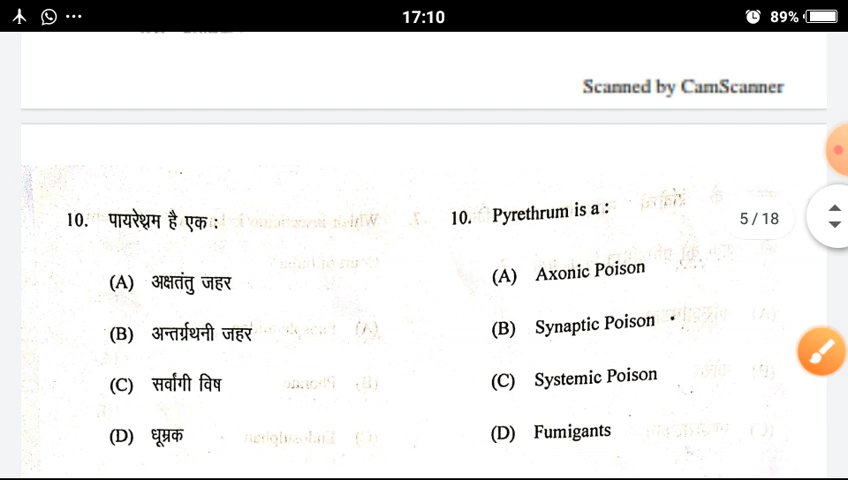 17:10
89%
Scanned by CamScanner
10. पायरेथ्रम है एक :
(A) अक्षतंतु जहर
(B) अन्तर्ग्रथनी जहर
(C) सर्वांगी विष
(D) धूम्रक
10. Pyrethrum is a :
(A) Axonic Poison
(B) Synaptic Poison
(C) Systemic Poison
(D) Fumigants
5 / 18